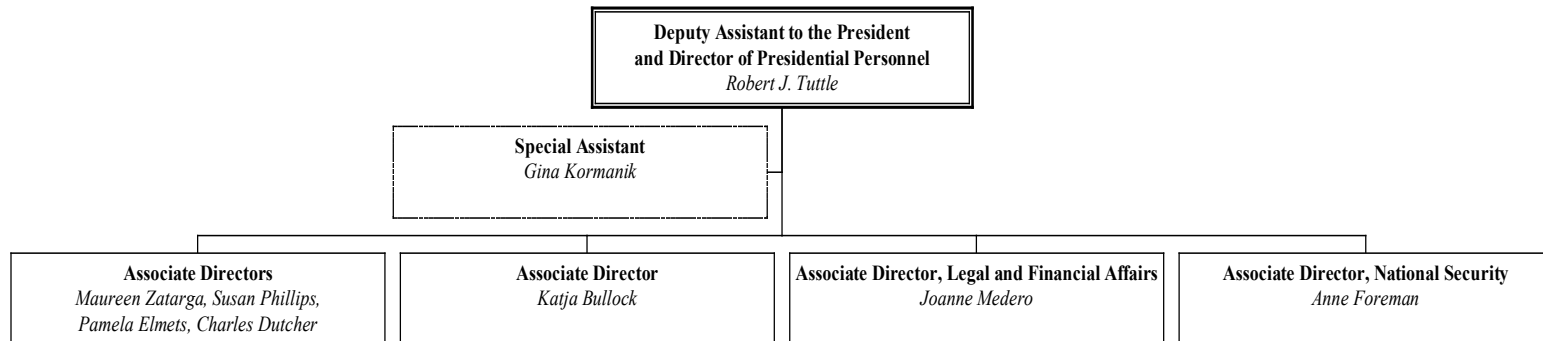 Deputy Assistant to the President
and Director of Presidential Personnel
Robert J. Tuttle
Special Assistant
Gina Kormanik
Associate Directors
Maureen Zatarga, Susan Phillips,
Pamela Elmets, Charles Dutcher
Associate Director
Katja Bullock
Associate Director, Legal and Financial Affairs
Joanne Medero
Associate Director, National Security
Anne Foreman